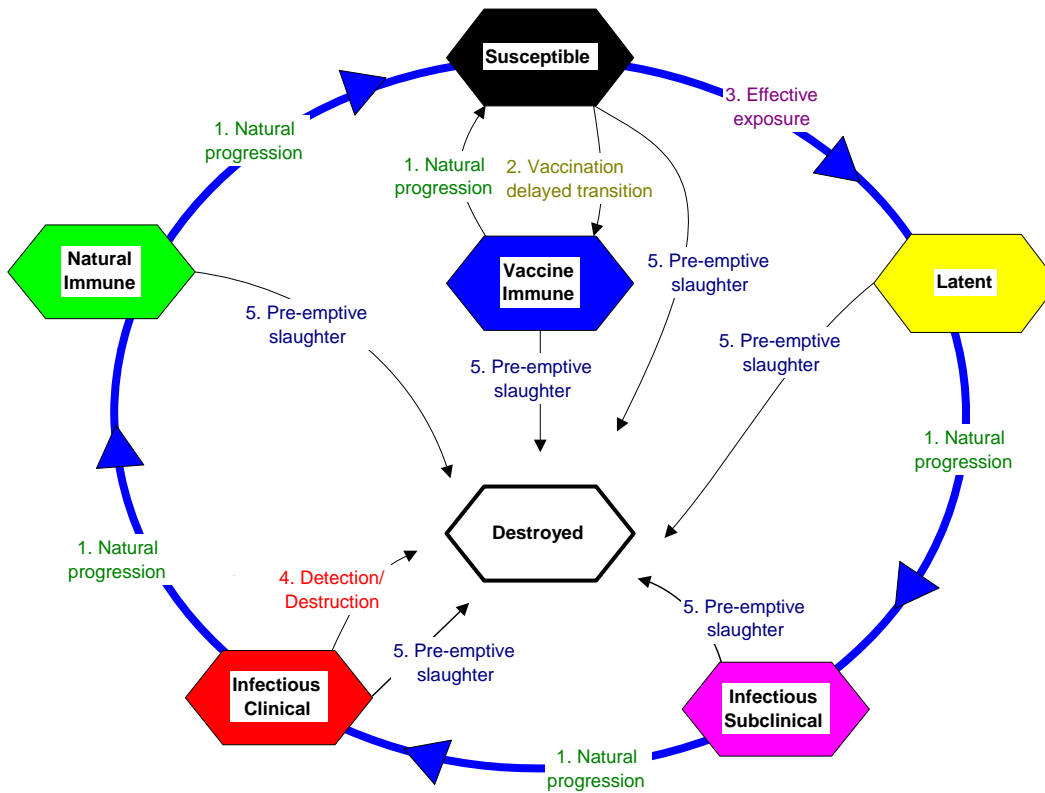 Susceptible
3. Effective
exposure
1. Natural
progression
1. Natural
progression
2. Vaccination
delayed transition
Natural
Immune
Vaccine
Immune
5. Pre-emptive
slaughter
Latent
5. Pre-emptive
slaughter
5. Pre-emptive
slaughter
5. Pre-emptive
slaughter
1. Natural
progression
Destroyed
1. Natural
progression
4. Detection/
Destruction
5. Pre-emptive
slaughter
5. Pre-emptive
slaughter
Infectious
Clinical
Infectious
Subclinical
1. Natural
progression